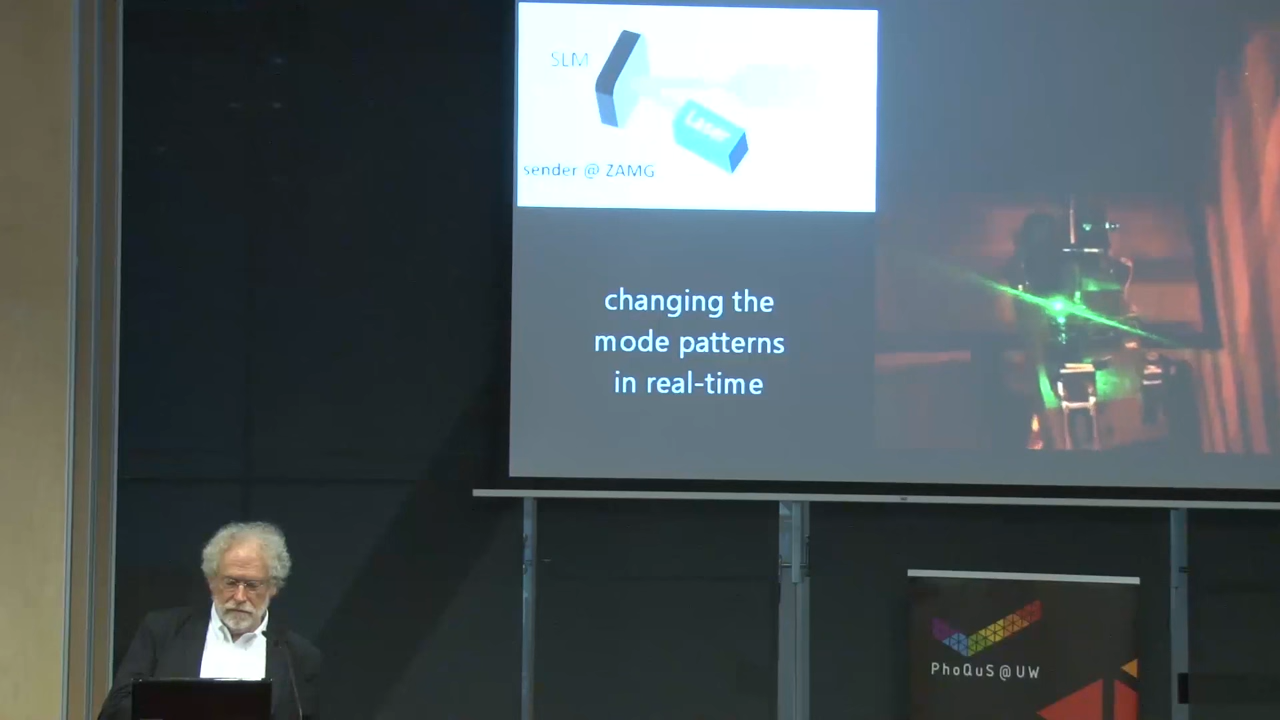 SLM
Laser
sender @ ZAMG
changing the
mode patterns
in real-time
PhoQuS@UW